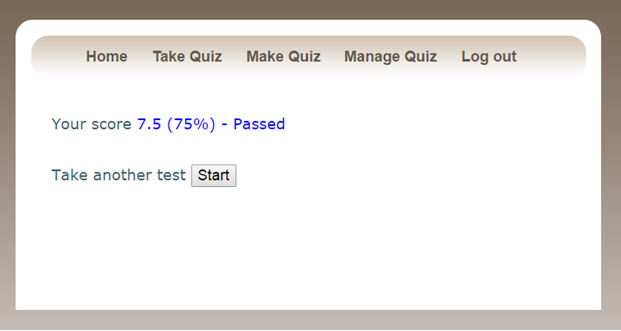 Home Take Quiz Make Quiz Manage Quiz Log out
Your score 7.5 (75%) - Passed
Take another test Start